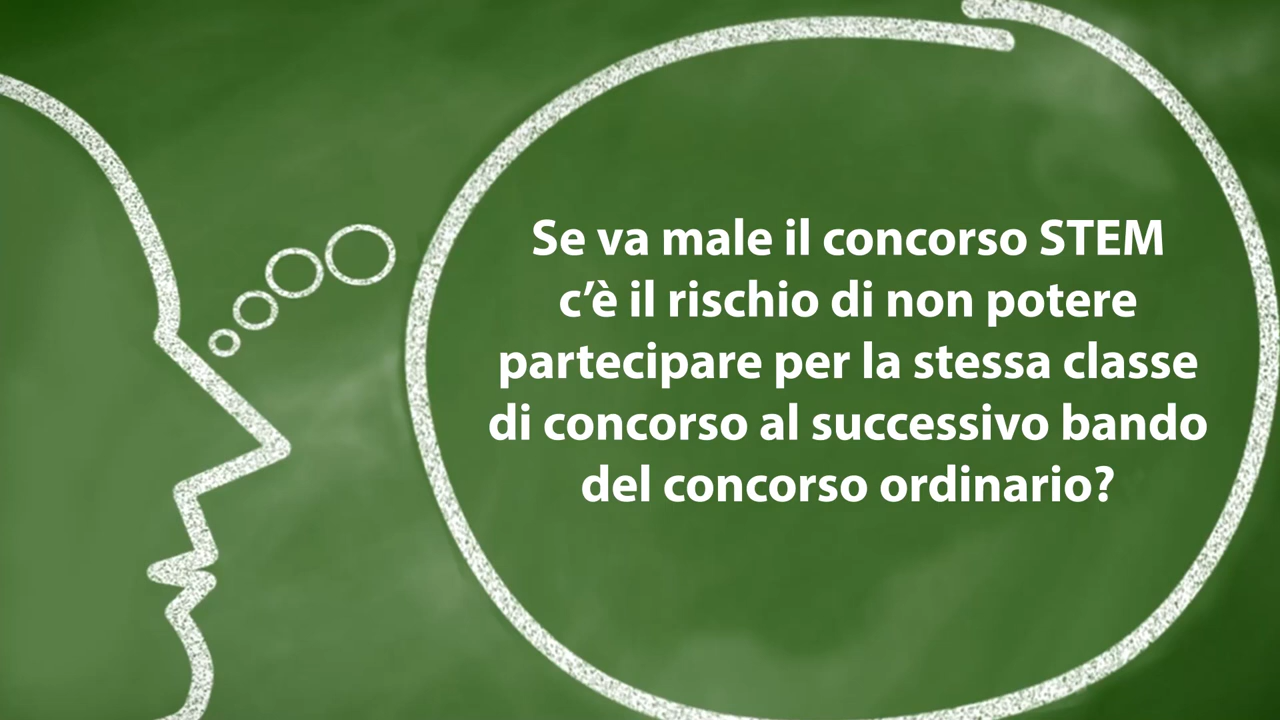 Se va male il concorso STEM
c’è il rischio di non potere
partecipare per la stessa classe
di concorso al successivo bando
del concorso ordinario?